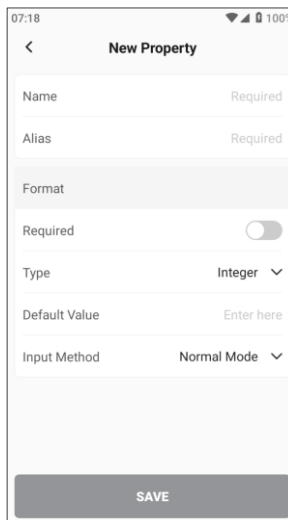 07:18 100%
New Property
Name Required
Alias Required
Format
Required
Type Integer
Default Value Enter here
Input Method Normal Mode
SAVE